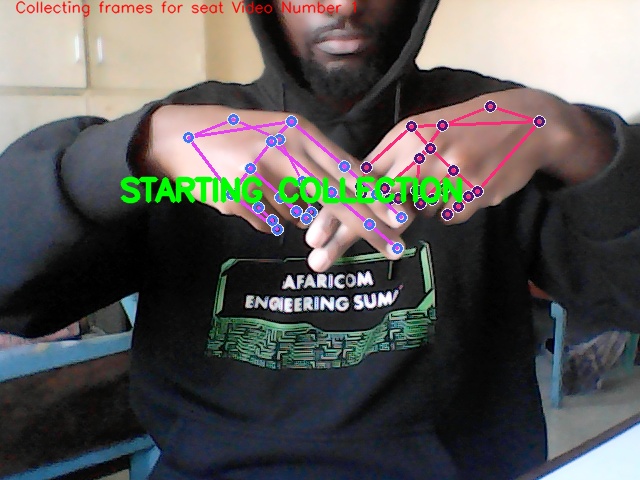 Collecting frames for seat Video Number 1
STARTING COLLECTION
AFARICOM
ENGINEERING SUM